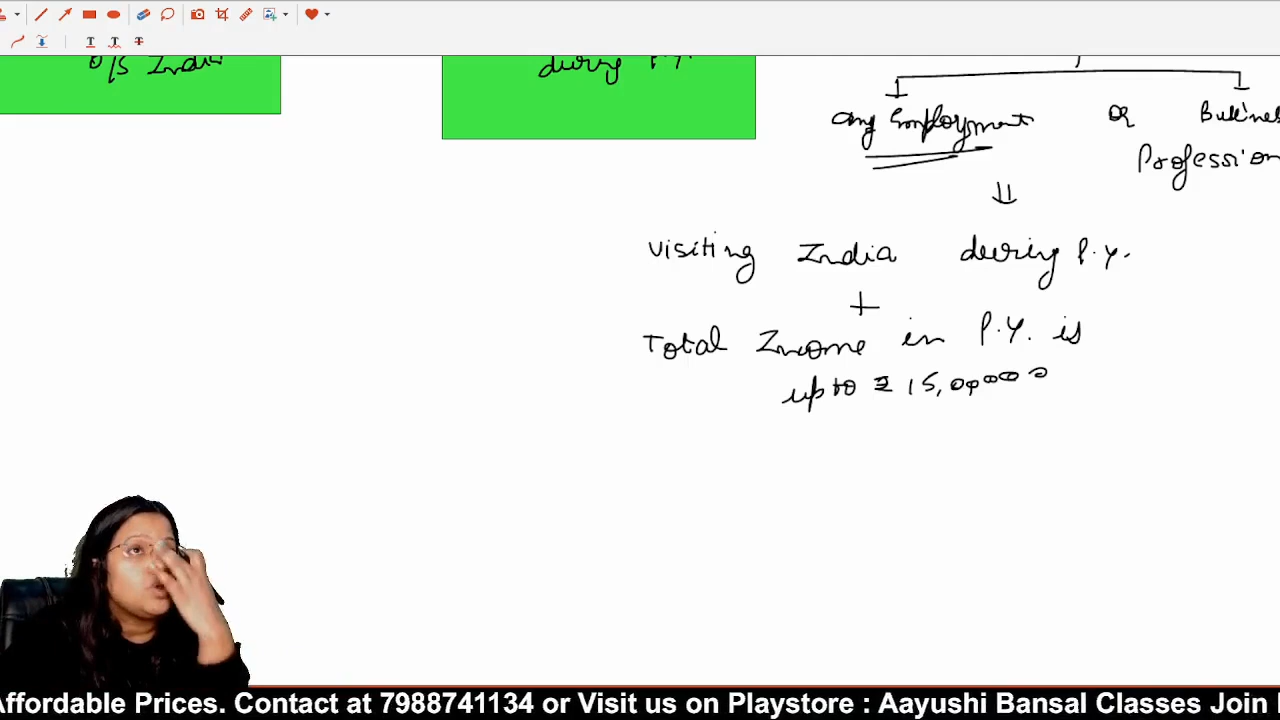 O/S India
during P.Y.
any Employment or Business
Profession
Visiting India during P.Y.
+
Total Income in P.Y. is
upto ₹ 15,00,000
Affordable Prices. Contact at 7988741134 or Visit us on Playstore : Aayushi Bansal Classes Join